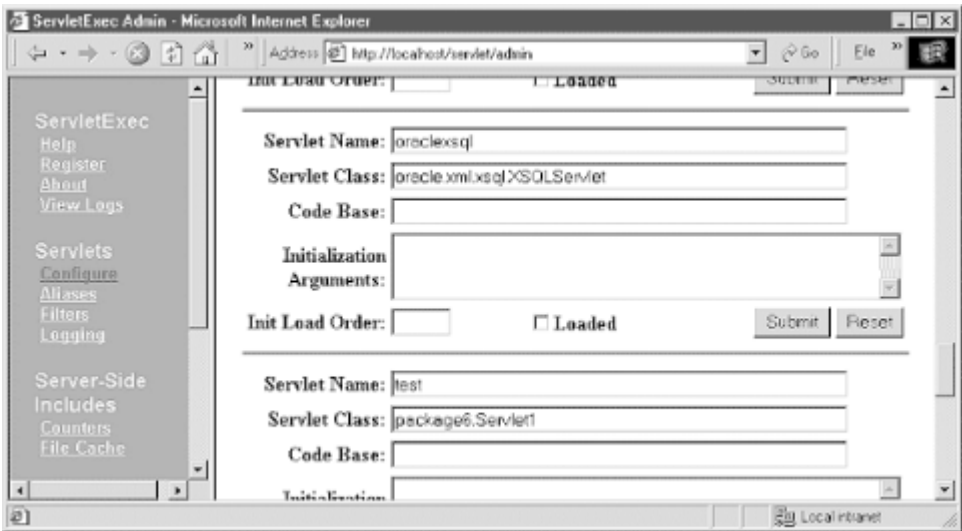 ServletExec Admin - Microsoft Internet Explorer
Address http://localhost/servlet/admin Go File
Init Load Order: Loaded Submit Reset
ServletExec
Help
Register
About
View Logs
Servlets
Configure
Aliases
Filters
Logging
Server-Side
Includes
Counters
File Cache
Servlet Name: oraclexsql
Servlet Class: oracle.xml.xsql.XSQLServlet
Code Base:
Initialization
Arguments:
Init Load Order: Loaded Submit Reset
Servlet Name: test
Servlet Class: package6.Servlet1
Code Base:
Initialization
Local intranet